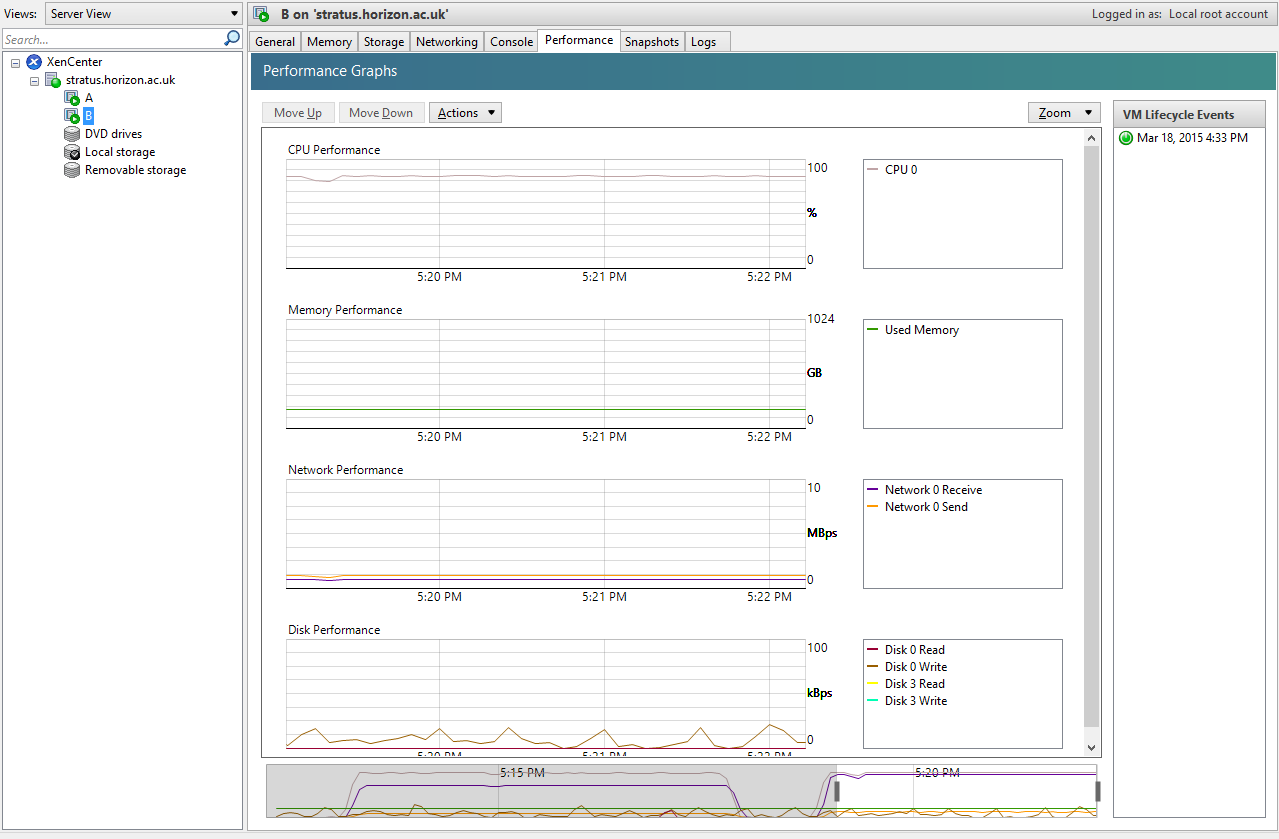 Views: Server View
B on 'stratus.horizon.ac.uk'
Logged in as: Local root account
Search...
General Memory Storage Networking Console Performance Snapshots Logs
XenCenter
stratus.horizon.ac.uk
A
B
DVD drives
Local storage
Removable storage
Performance Graphs
Move Up Move Down Actions Zoom
CPU Performance
100
%
0
5:20 PM 5:21 PM 5:22 PM
CPU 0
Memory Performance
1024
GB
0
5:20 PM 5:21 PM 5:22 PM
Used Memory
Network Performance
10
MBps
0
5:20 PM 5:21 PM 5:22 PM
Network 0 Receive
Network 0 Send
Disk Performance
100
kBps
0
5:20 PM 5:21 PM 5:22 PM
Disk 0 Read
Disk 0 Write
Disk 3 Read
Disk 3 Write
5:15 PM 5:20 PM
VM Lifecycle Events
Mar 18, 2015 4:33 PM